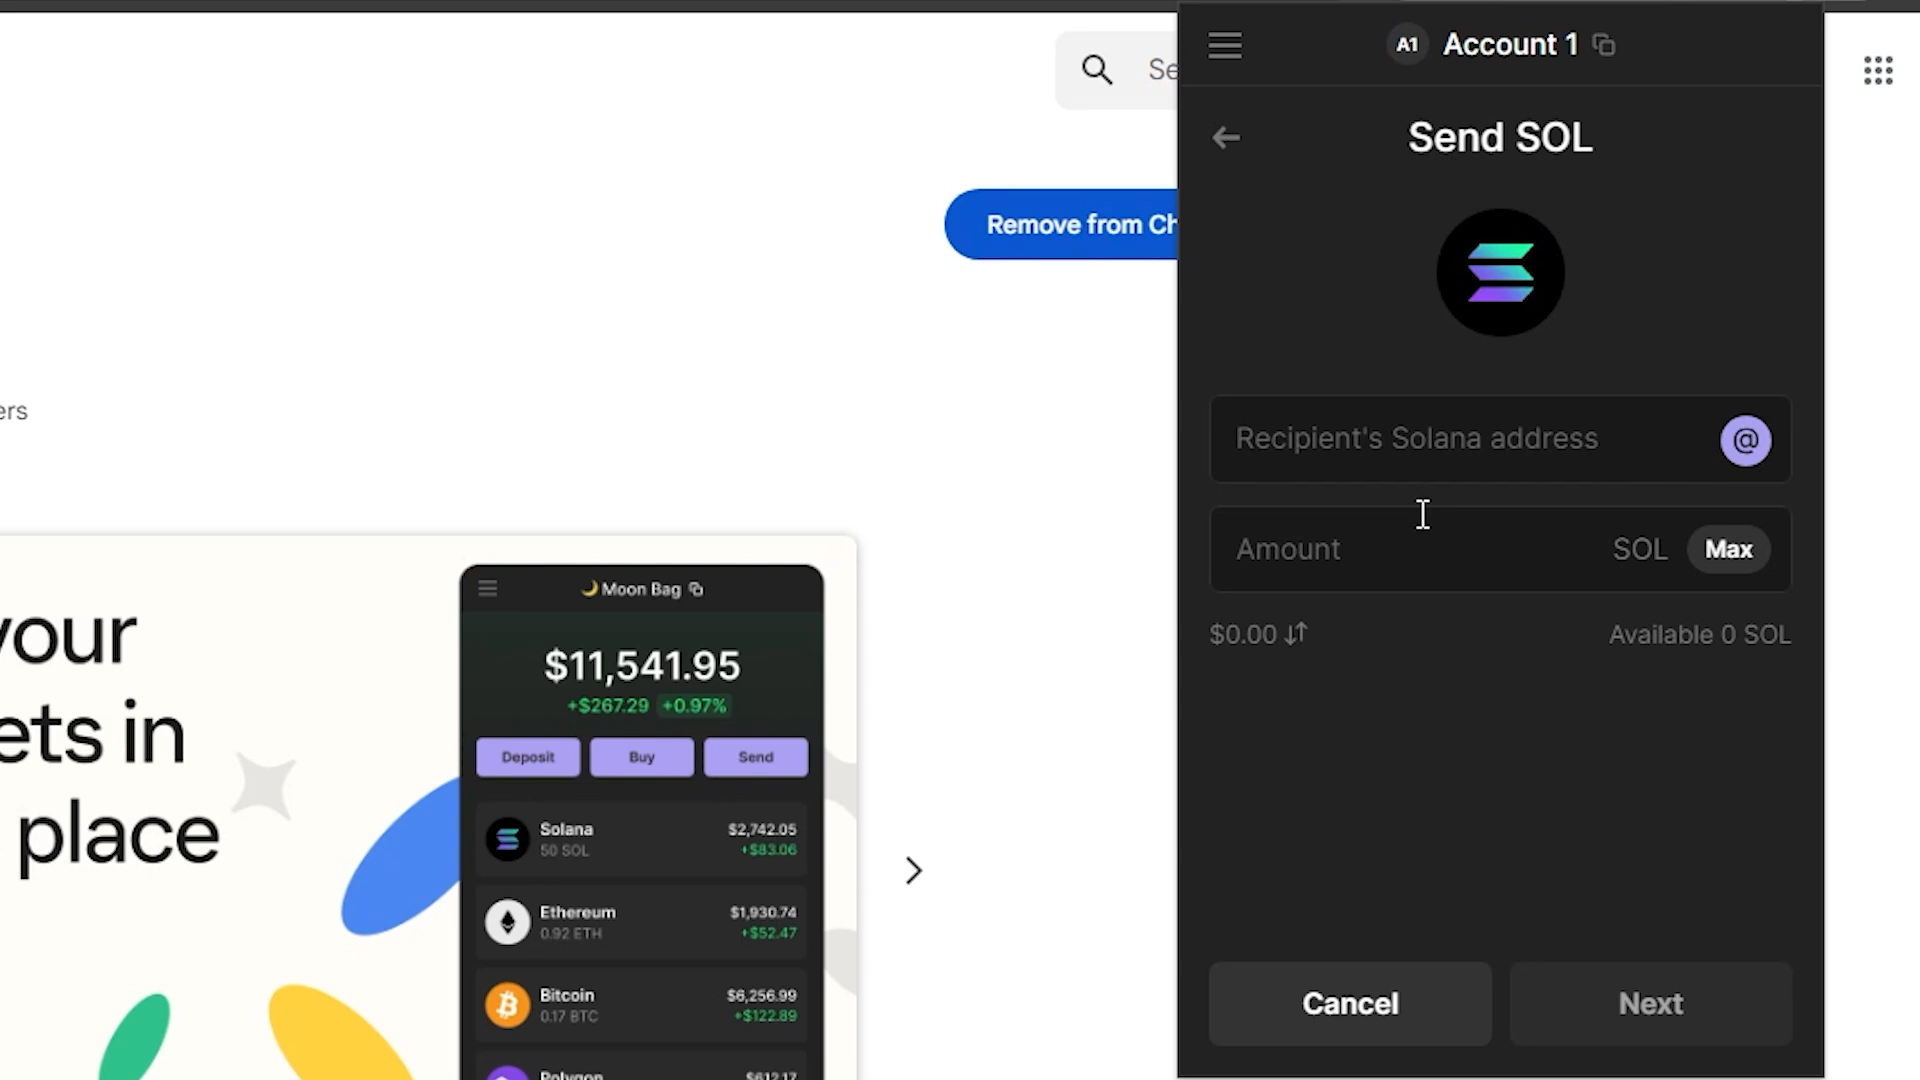 Se
A1 Account 1
Send SOL
Remove from Ch
Recipient's Solana address @
Amount SOL Max
$0.00 Available 0 SOL
Cancel Next
ers
your
ets in
place
🌙 Moon Bag
$11,541.95
+$267.29 +0.97%
Deposit Buy Send
Solana $2,742.05
50 SOL +$83.06
Ethereum $1,930.74
0.92 ETH +$52.47
Bitcoin $6,256.99
0.17 BTC +$122.89
Polygon $612.17